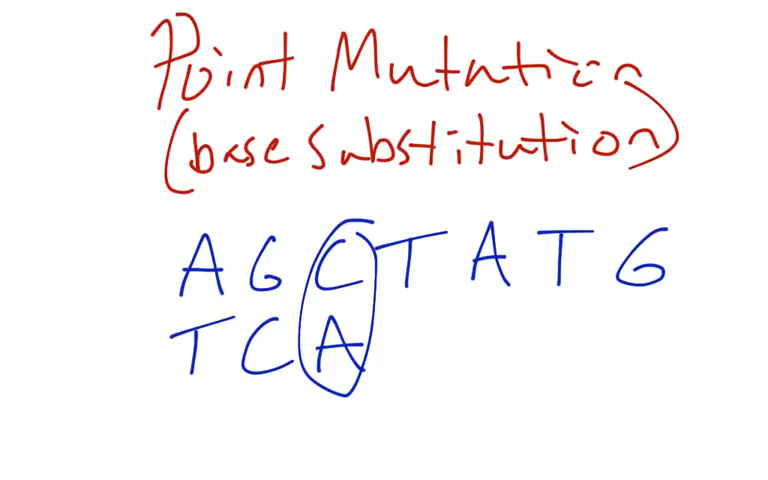 Point Mutation
(base substitution)
A G C T A T G
T C A